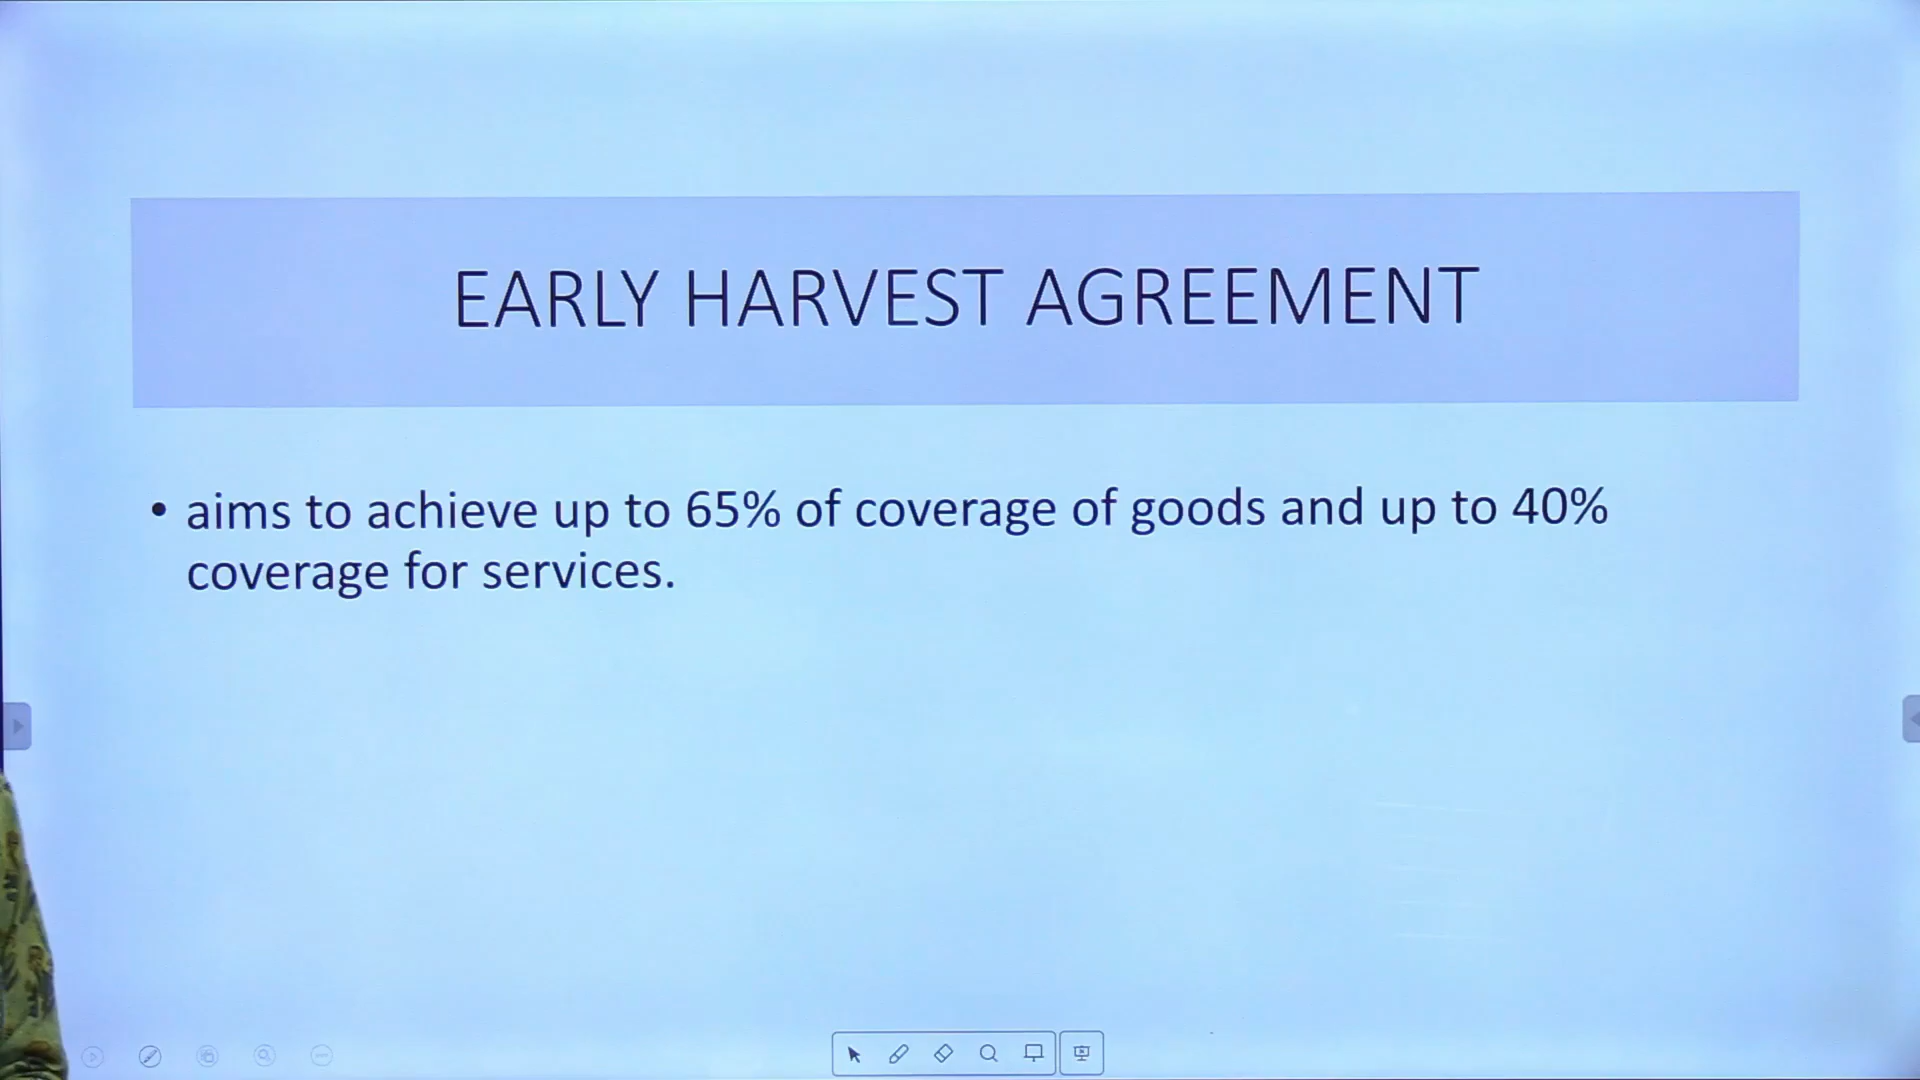 EARLY HARVEST AGREEMENT
• aims to achieve up to 65% of coverage of goods and up to 40%
coverage for services.